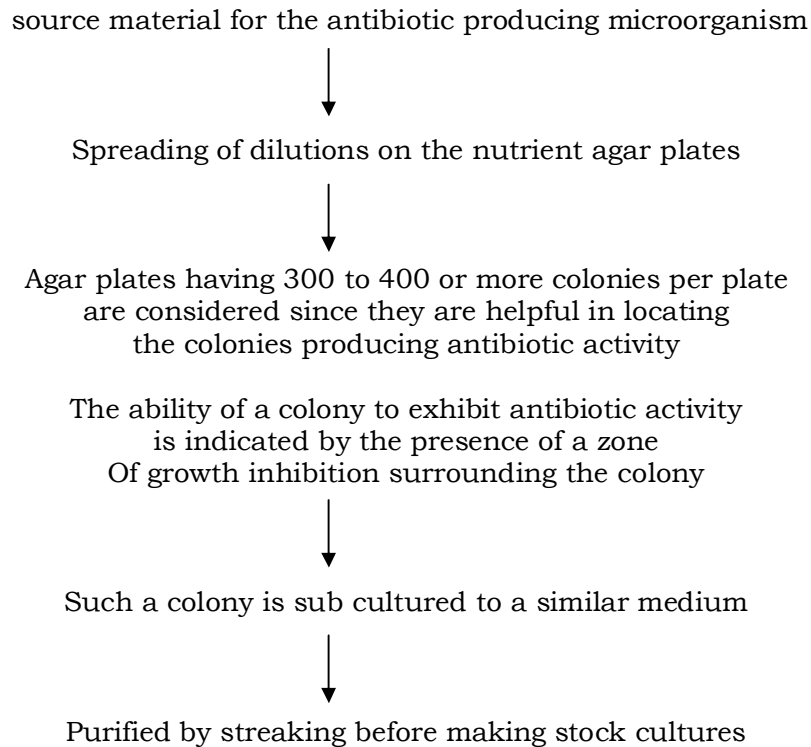 source material for the antibiotic producing microorganism
Spreading of dilutions on the nutrient agar plates
Agar plates having 300 to 400 or more colonies per plate
are considered since they are helpful in locating
the colonies producing antibiotic activity
The ability of a colony to exhibit antibiotic activity
is indicated by the presence of a zone
Of growth inhibition surrounding the colony
Such a colony is sub cultured to a similar medium
Purified by streaking before making stock cultures